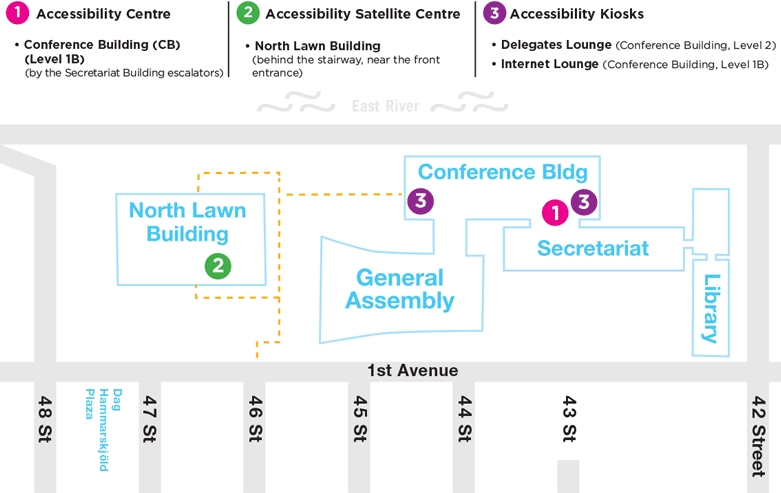 1 Accessibility Centre
• Conference Building (CB)
(Level 1B)
(by the Secretariat Building escalators)
2 Accessibility Satellite Centre
• North Lawn Building
(behind the stairway, near the front
entrance)
3 Accessibility Kiosks
• Delegates Lounge (Conference Building, Level 2)
• Internet Lounge (Conference Building, Level 1B)
East River
Conference Bldg
3
3
1
North Lawn
Building
2
Secretariat
General
Assembly
Library
1st Avenue
48 St
Dag
Hammarskjöld
Plaza
47 St
46 St
45 St
44 St
43 St
42 Street